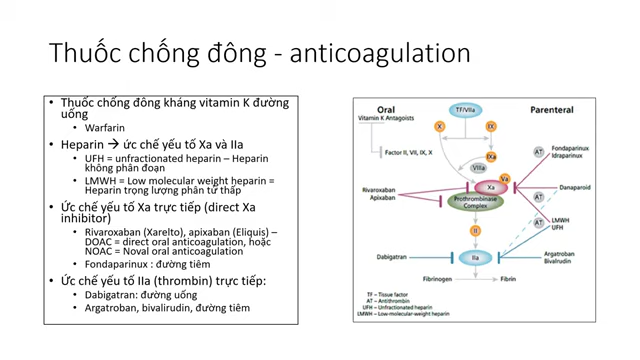 Thuốc chống đông - anticoagulation
• Thuốc chống đông kháng vitamin K đường
uống
• Warfarin
• Heparin → ức chế yếu tố Xa và IIa
• UFH = unfractionated heparin – Heparin
không phân đoạn
• LMWH = Low molecular weight heparin =
Heparin trọng lượng phân tử thấp
• Ức chế yếu tố Xa trực tiếp (direct Xa
inhibitor)
• Rivaroxaban (Xarelto), apixaban (Eliquis) –
DOAC = direct oral anticoagulation, hoặc
NOAC = Noval oral anticoagulation
• Fondaparinux : đường tiêm
• Ức chế yếu tố IIa (thrombin) trực tiếp:
• Dabigatran: đường uống
• Argatroban, bivalirudin, đường tiêm
Oral
TF/VIIa
Parenteral
Vitamin K Antagoists
X
IX
Factor II, VII, IX, X
IXa
VIIIa
AT
Fondaparinux
Idraparinux
Va
Xa
Rivaroxaban
Apixaban
Prothrombinase
Complex
AT
Danaparoid
AT
LMWH
UFH
II
Dabigatran
IIa
Argatroban
Bivalirudin
Fibrinogen
Fibrin
TF – Tissue factor
AT - Antithrombin
UFH – Unfractionated heparin
LMWH – Low-molecular-weight heparin